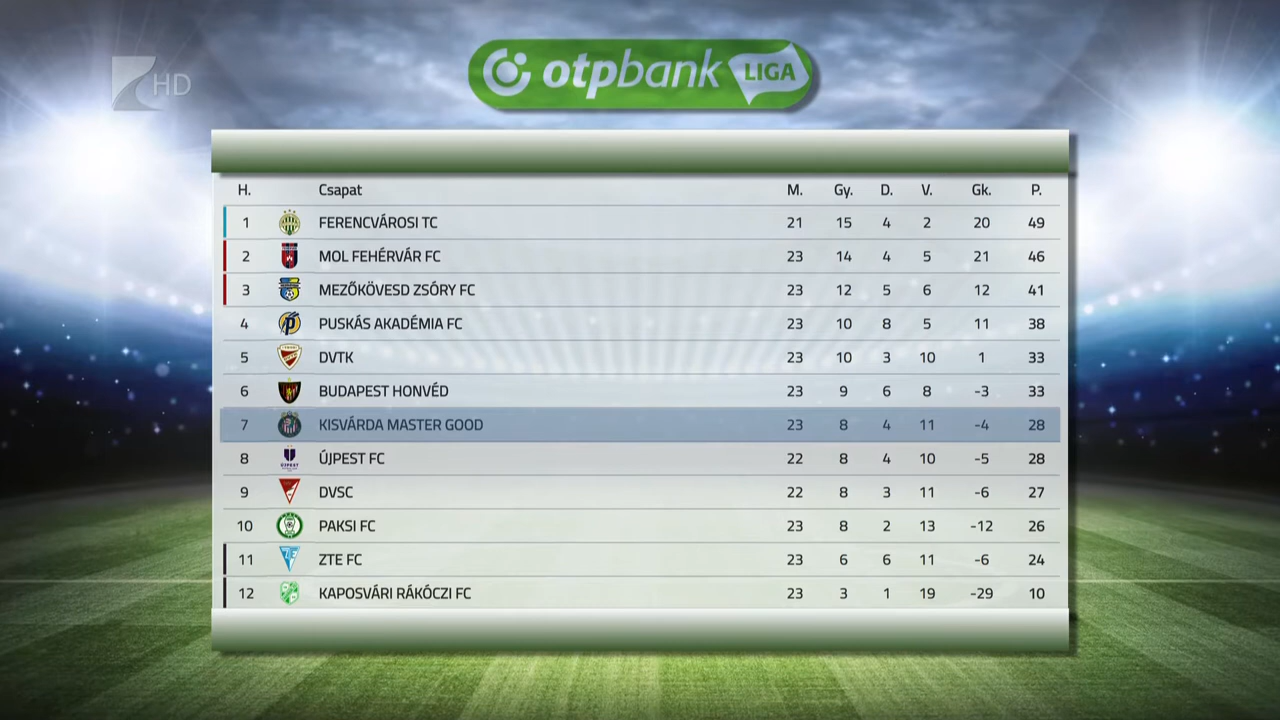 HD
otpbank LIGA
H. Csapat M. Gy. D. V. Gk. P.
1 FERENCVÁROSI TC 21 15 4 2 20 49
2 MOL FEHÉRVÁR FC 23 14 4 5 21 46
3 MEZŐKÖVESD ZSÓRY FC 23 12 5 6 12 41
4 PUSKÁS AKADÉMIA FC 23 10 8 5 11 38
5 DVTK 23 10 3 10 1 33
6 BUDAPEST HONVÉD 23 9 6 8 -3 33
7 KISVÁRDA MASTER GOOD 23 8 4 11 -4 28
8 ÚJPEST FC 22 8 4 10 -5 28
9 DVSC 22 8 3 11 -6 27
10 PAKSI FC 23 8 2 13 -12 26
11 ZTE FC 23 6 6 11 -6 24
12 KAPOSVÁRI RÁKÓCZI FC 23 3 1 19 -29 10